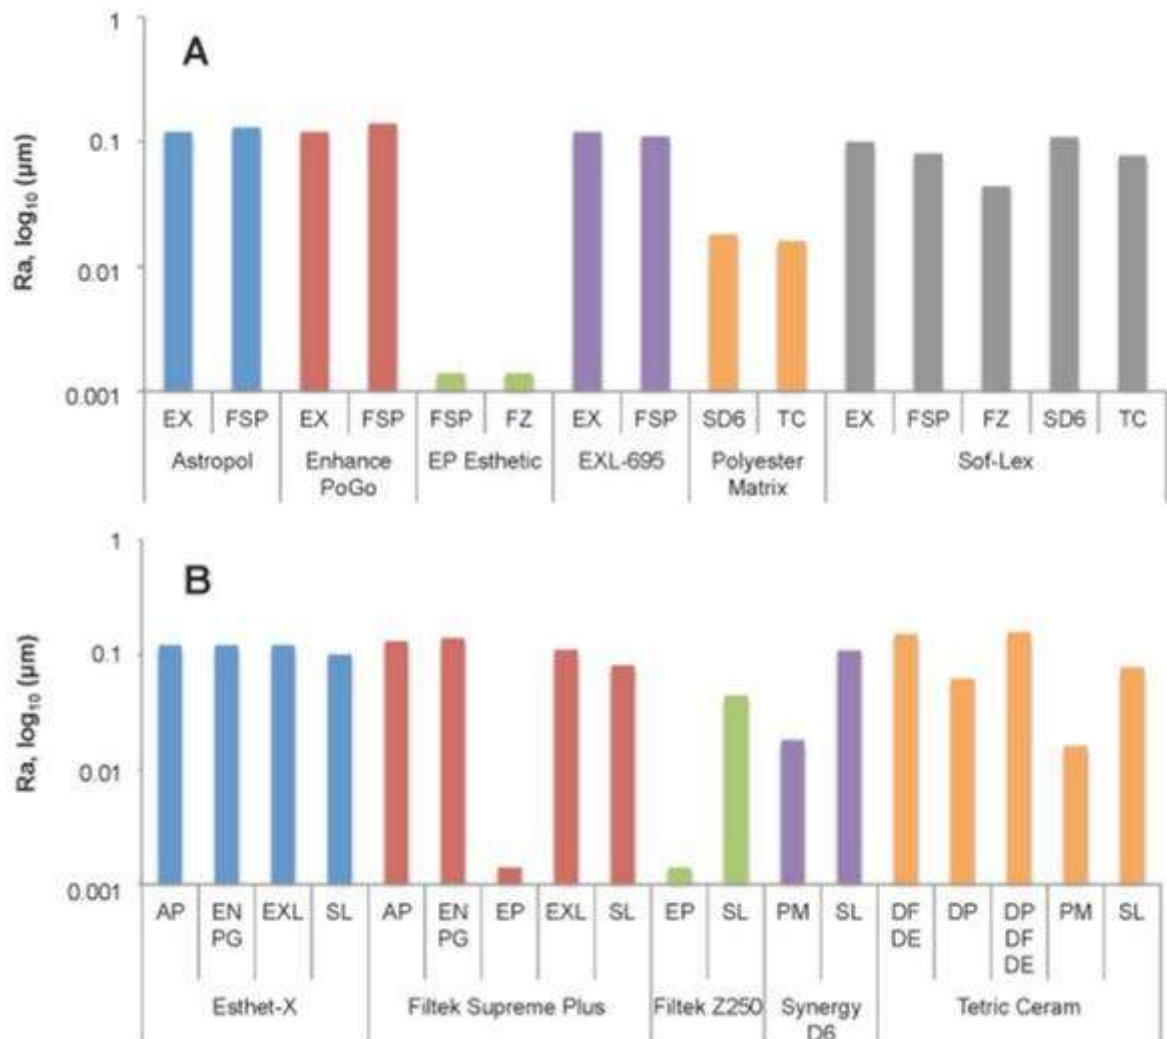 A
Ra, log₁₀ (µm)
1
0.1
0.01
0.001
EX FSP EX FSP FSP FZ EX FSP SD6 TC EX FSP FZ SD6 TC
Astropol Enhance EP Esthetic EXL-695 Polyester Sof-Lex
PoGo Matrix
B
Ra, log₁₀ (µm)
1
0.1
0.01
0.001
AP EN EXL SL AP EN EP EXL SL EP SL PM SL DF DP DP PM SL
PG PG DE DF
DE
Esthet-X Filtek Supreme Plus Filtek Z250 Synergy Tetric Ceram
D6